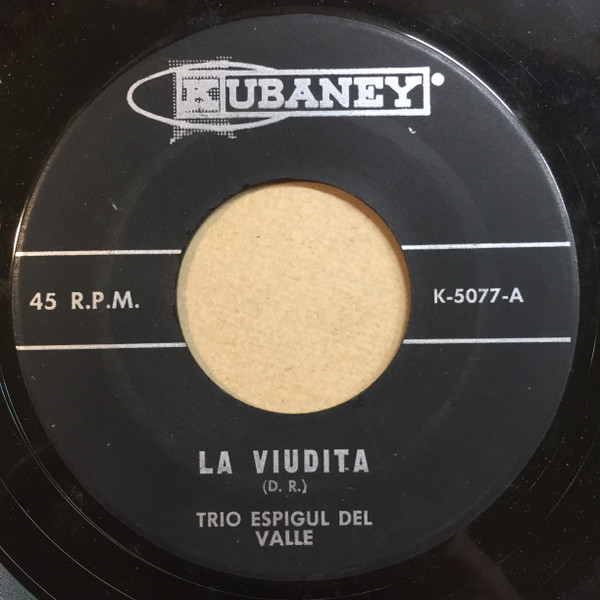 KUBANEY
45 R.P.M.
K-5077-A
LA VIUDITA
(D. R.)
TRIO ESPIGUL DEL
VALLE